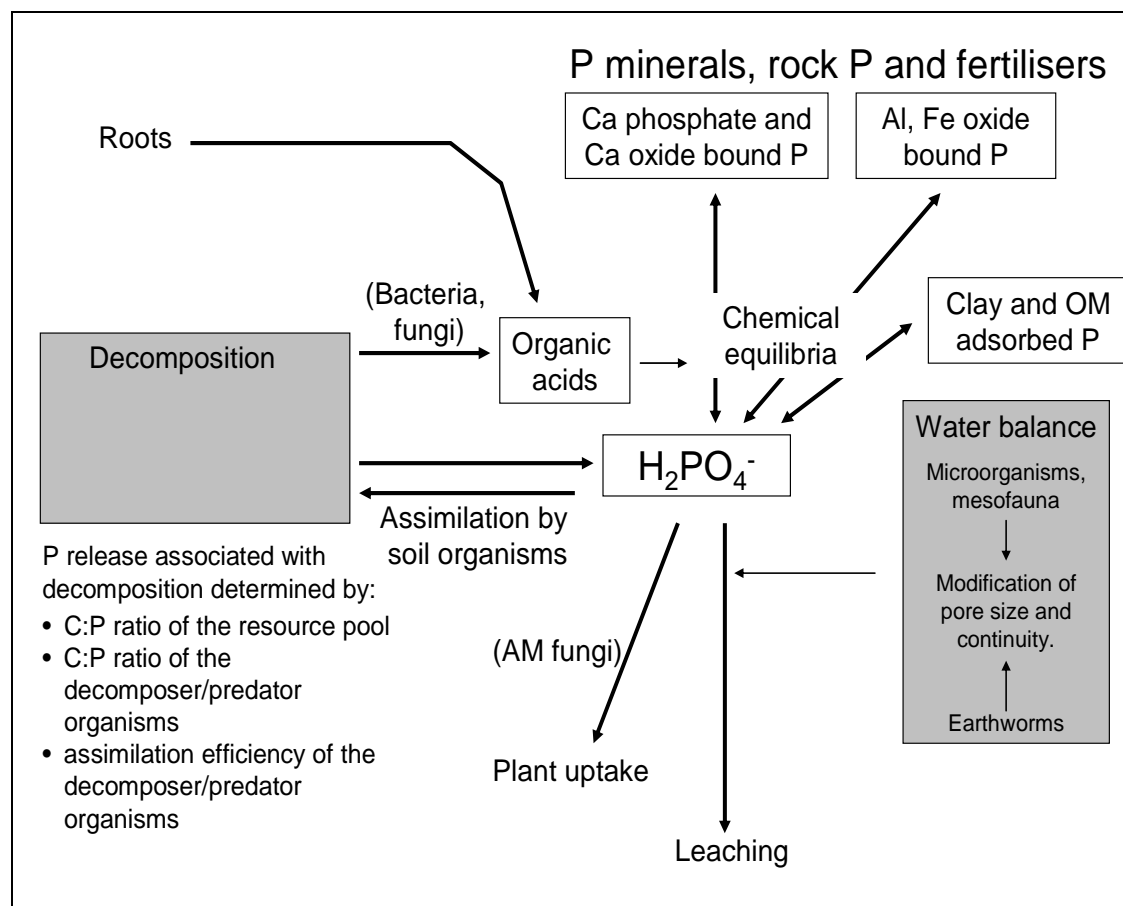 P minerals, rock P and fertilisers
Ca phosphate and
Ca oxide bound P
Al, Fe oxide
bound P
Roots
(Bacteria,
fungi)
Organic
acids
Chemical
equilibria
Clay and OM
adsorbed P
Decomposition
H₂PO₄⁻
Assimilation by
soil organisms
Water balance
Microorganisms,
mesofauna
Modification of
pore size and
continuity.
Earthworms
P release associated with
decomposition determined by:
• C:P ratio of the resource pool
• C:P ratio of the
decomposer/predator
organisms
• assimilation efficiency of the
decomposer/predator
organisms
(AM fungi)
Plant uptake
Leaching